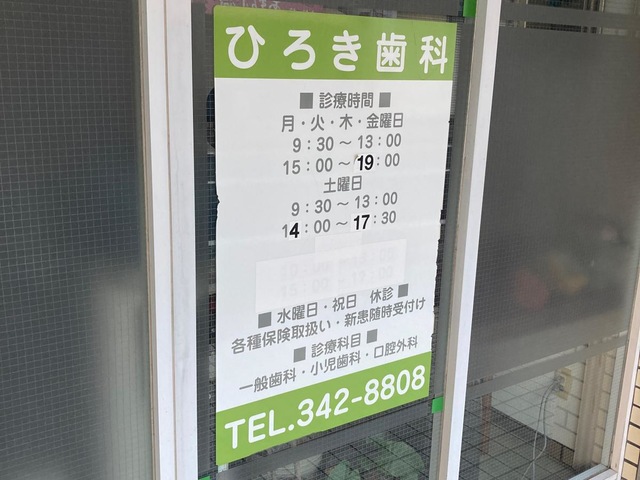 ひろき歯科
■ 診療時間 ■
月・火・木・金曜日
9：30 ～ 13：00
15：00 ～ 19：00
土曜日
9：30 ～ 13：00
14：00 ～ 17：30
■ 水曜日・祝日 休診 ■
各種保険取扱い・新患随時受付け
■ 診療科目 ■
一般歯科・小児歯科・口腔外科
TEL.342-8808